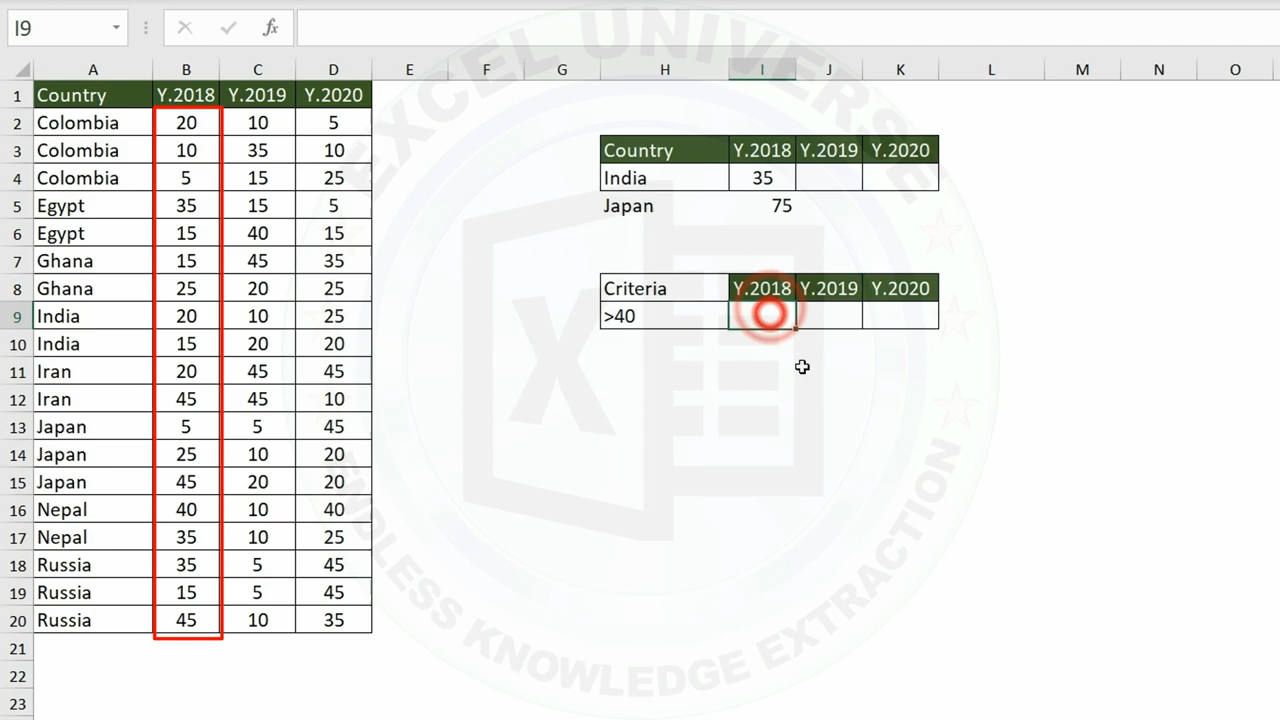 I9 fx
A B C D E F G H I J K L M N O
1 Country Y.2018 Y.2019 Y.2020
2 Colombia 20 10 5
3 Colombia 10 35 10 Country Y.2018 Y.2019 Y.2020
4 Colombia 5 15 25 India 35
5 Egypt 35 15 5 Japan 75
6 Egypt 15 40 15
7 Ghana 15 45 35
8 Ghana 25 20 25 Criteria Y.2018 Y.2019 Y.2020
9 India 20 10 25 >40
10 India 15 20 20
11 Iran 20 45 45
12 Iran 45 45 10
13 Japan 5 5 45
14 Japan 25 10 20
15 Japan 45 20 20
16 Nepal 40 10 40
17 Nepal 35 10 25
18 Russia 35 5 45
19 Russia 15 5 45
20 Russia 45 10 35
21
22
23
EXCEL UNIVERSE
X
ENDLESS KNOWLEDGE EXTRACTION